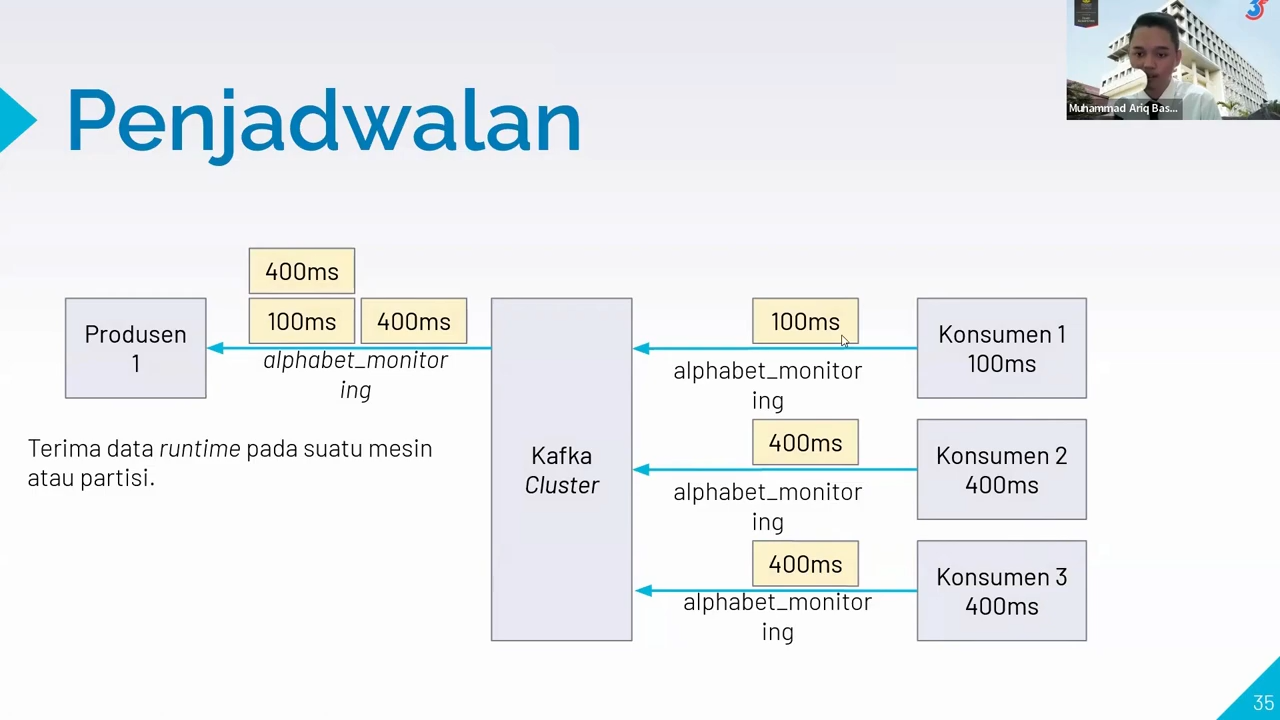 Penjadwalan
Muhammad Ariq Bas...
400ms
100ms
400ms
Produsen
1
alphabet_monitor
ing
Terima data runtime pada suatu mesin
atau partisi.
Kafka
Cluster
100ms
alphabet_monitor
ing
Konsumen 1
100ms
400ms
alphabet_monitor
ing
Konsumen 2
400ms
400ms
alphabet_monitor
ing
Konsumen 3
400ms
35